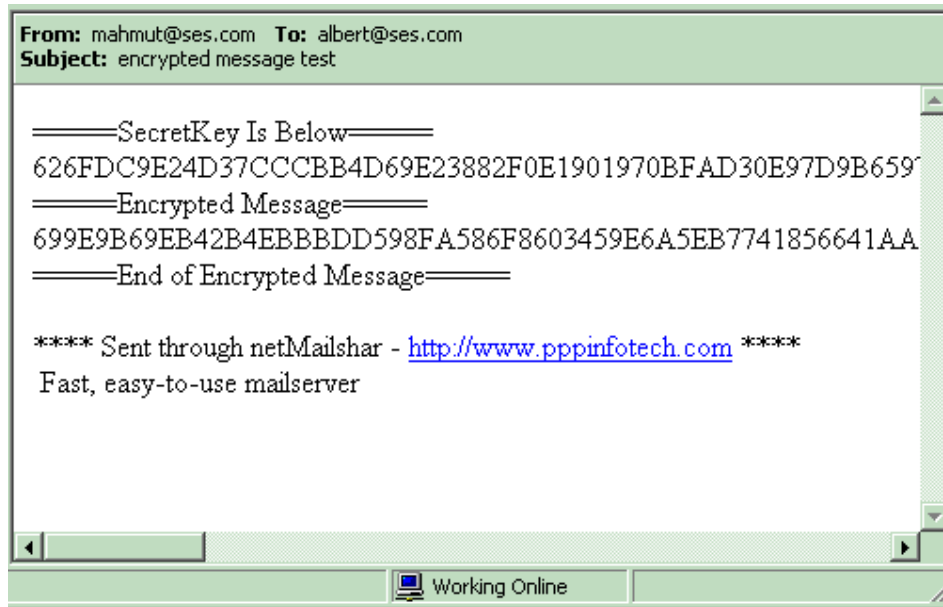 From: mahmut@ses.com To: albert@ses.com
Subject: encrypted message test
=====SecretKey Is Below=====
626FDC9E24D37CCCBB4D69E23882F0E1901970BFAD30E97D9B659
=====Encrypted Message=====
699E9B69EB42B4EBBBDD598FA586F8603459E6A5EB7741856641AA
=====End of Encrypted Message=====
**** Sent through netMailshar - http://www.pppinfotech.com ****
Fast, easy-to-use mailserver
Working Online